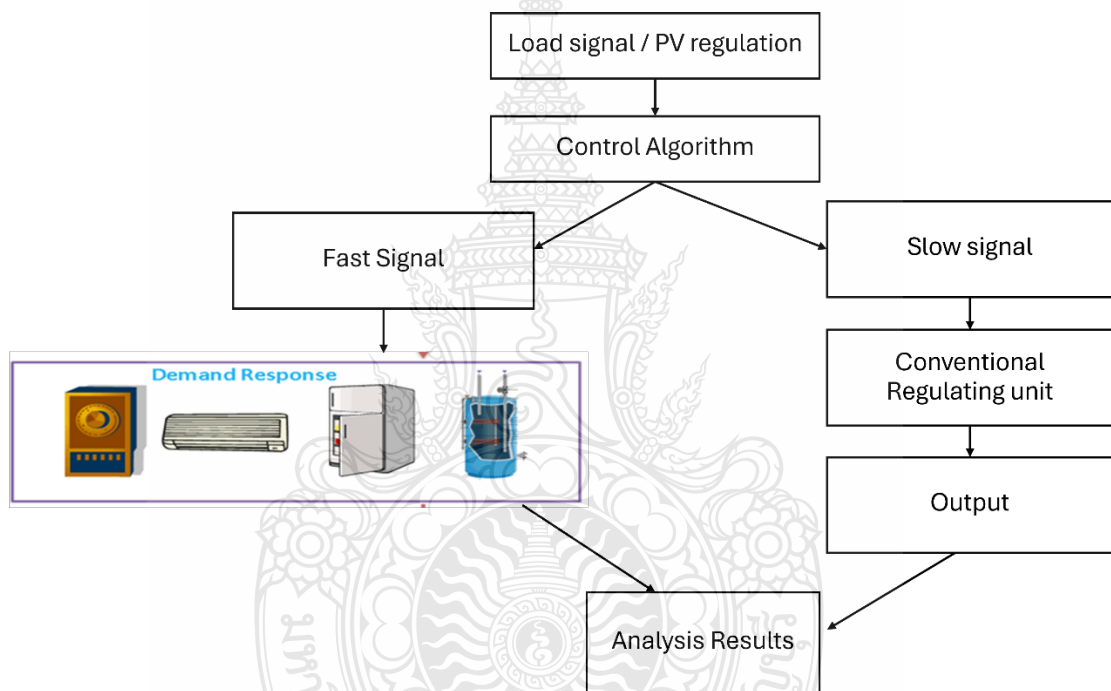 Load signal / PV regulation
Control Algorithm
Fast Signal
Slow signal
Demand Response
Conventional
Regulating unit
Output
Analysis Results